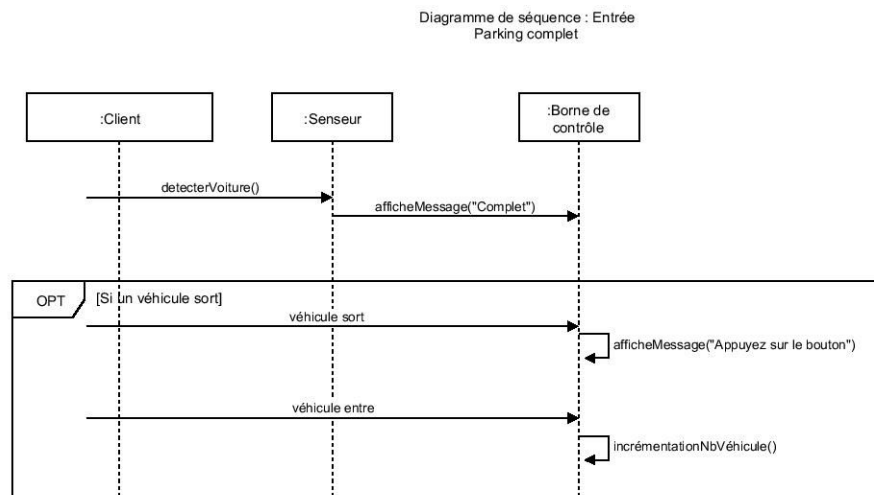 Diagramme de séquence : Entrée
Parking complet
:Client
:Senseur
:Borne de
contrôle
detecterVoiture()
afficheMessage("Complet")
OPT
[Si un véhicule sort]
véhicule sort
afficheMessage("Appuyez sur le bouton")
véhicule entre
incrémentationNbVéhicule()